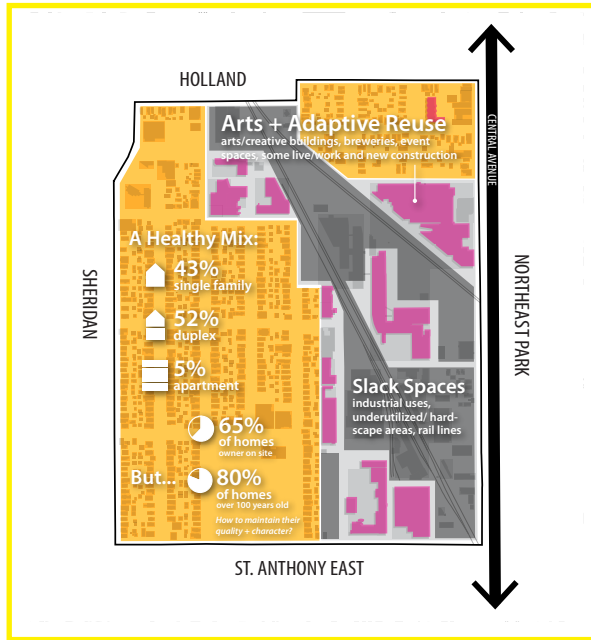 HOLLAND
CENTRAL AVENUE
Arts + Adaptive Reuse
arts/creative buildings, breweries, event
spaces, some live/work and new construction
A Healthy Mix:
43%
single family
SHERIDAN
NORTHEAST PARK
52%
duplex
5%
apartment
Slack Spaces
industrial uses,
underutilized/ hard-
scape areas, rail lines
65%
of homes
owner on site
But...
80%
of homes
over 100 years old
How to maintain their
quality + character?
ST. ANTHONY EAST